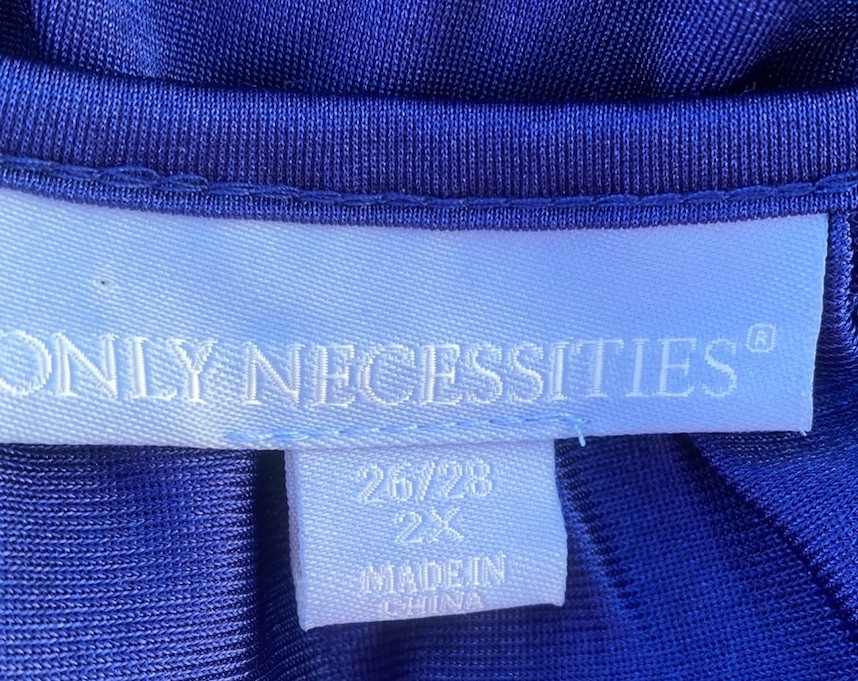 ONLY NECESSITIES®
26/28
2X
MADE IN
CHINA